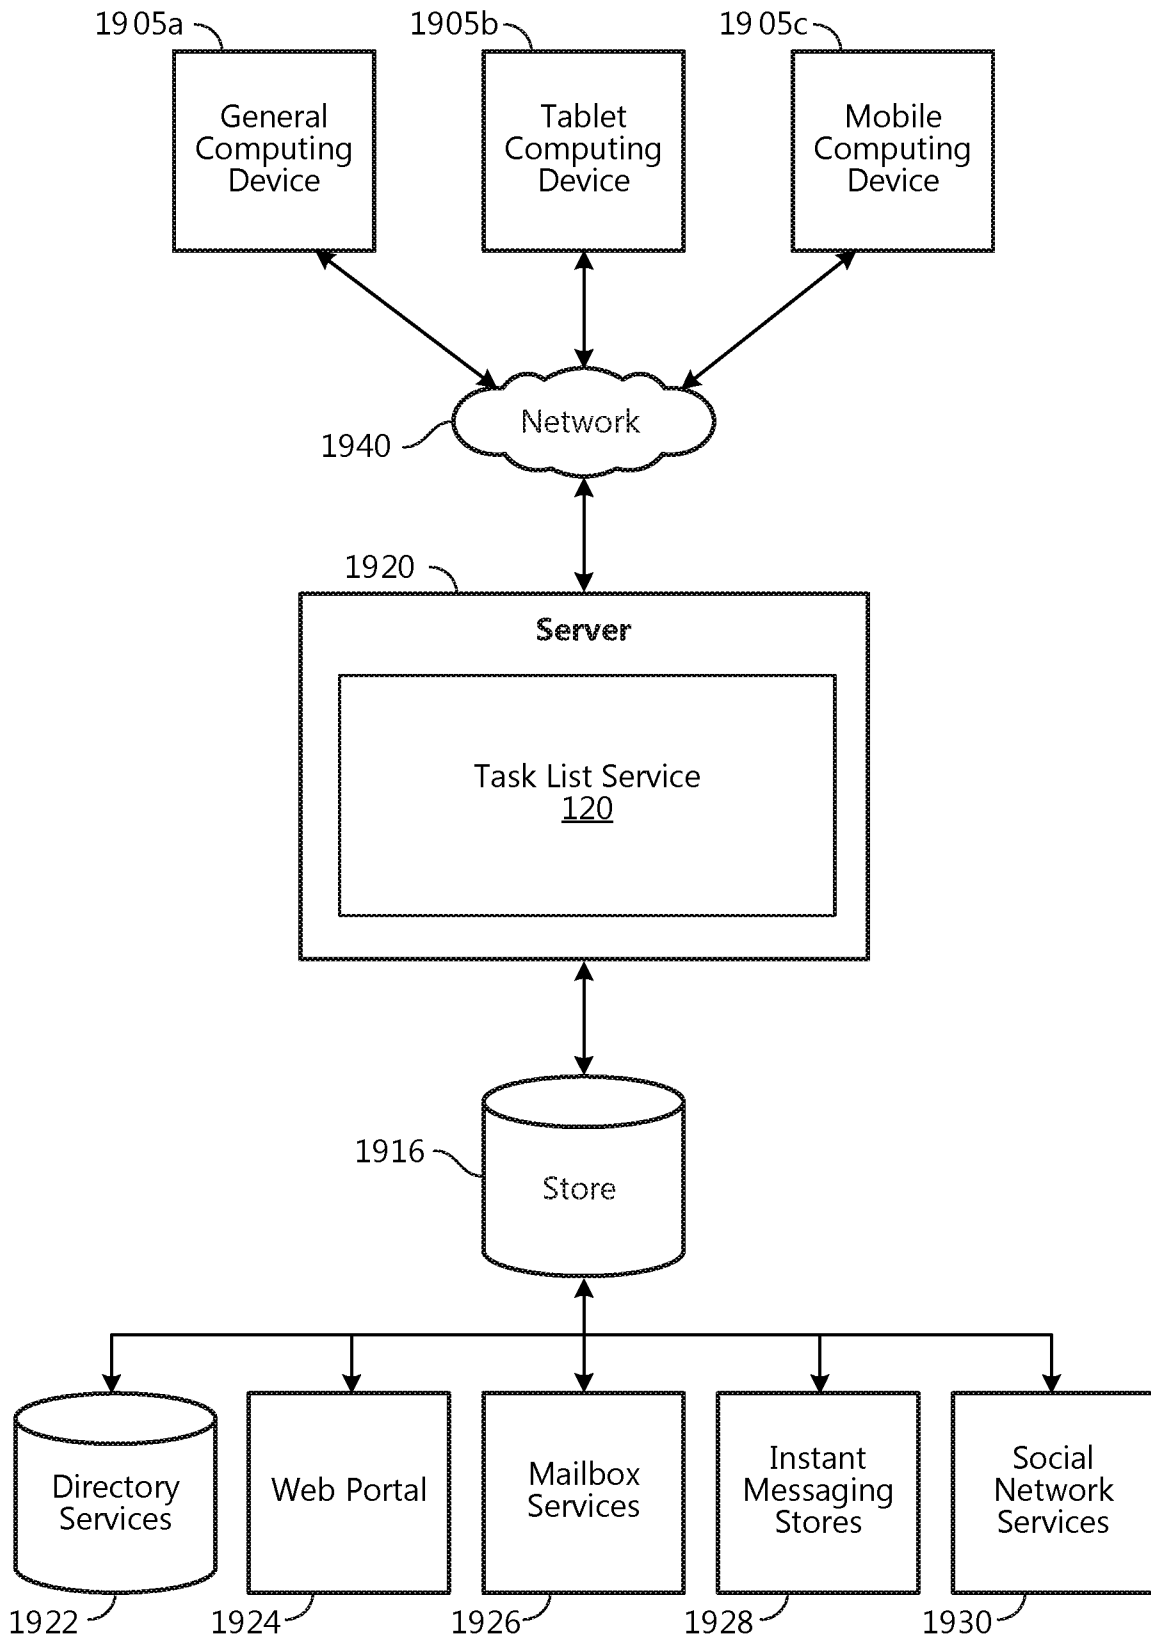 1905a
1905b
1905c
General
Computing
Device
Tablet
Computing
Device
Mobile
Computing
Device
Network
1940
1920
Server
Task List Service
120
1916
Store
Directory
Services
Web Portal
Mailbox
Services
Instant
Messaging
Stores
Social
Network
Services
1922
1924
1926
1928
1930